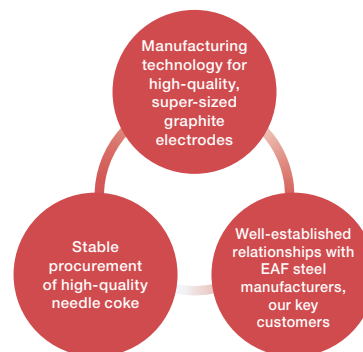 Manufacturing
technology for
high-quality,
super-sized
graphite
electrodes
Stable
procurement
of high-quality
needle coke
Well-established
relationships with
EAF steel
manufacturers,
our key
customers